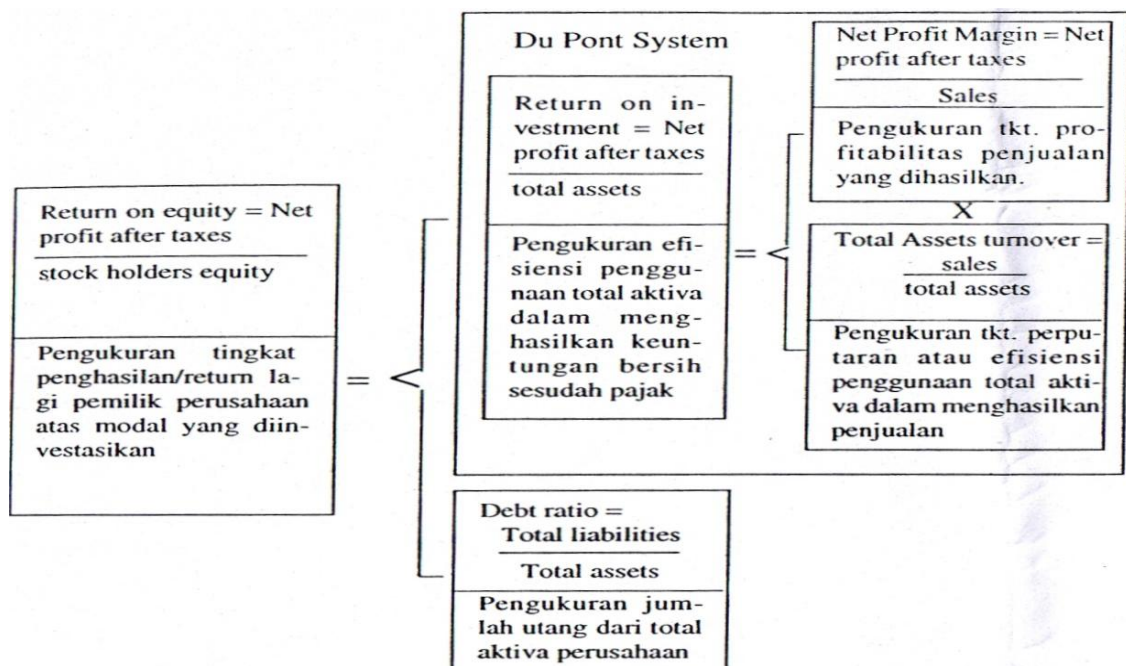 Return on equity = Net
profit after taxes
stock holders equity
Pengukuran tingkat
penghasilan/return la-
gi pemilik perusahaan
atas modal yang diin-
vestasikan
=
Du Pont System
Return on in-
vestment = Net
profit after taxes
total assets
Pengukuran efi-
siensi penggu-
naan total aktiva
dalam meng-
hasilkan keun-
tungan bersih
sesudah pajak
=
Net Profit Margin = Net
profit after taxes
Sales
Pengukuran tkt. pro-
fitabilitas penjualan
yang dihasilkan.
X
Total Assets turnover =
sales
total assets
Pengukuran tkt. perpu-
taran atau efisiensi
penggunaan total akti-
va dalam menghasilkan
penjualan
Debt ratio =
Total liabilities
Total assets
Pengukuran jum-
lah utang dari total
aktiva perusahaan